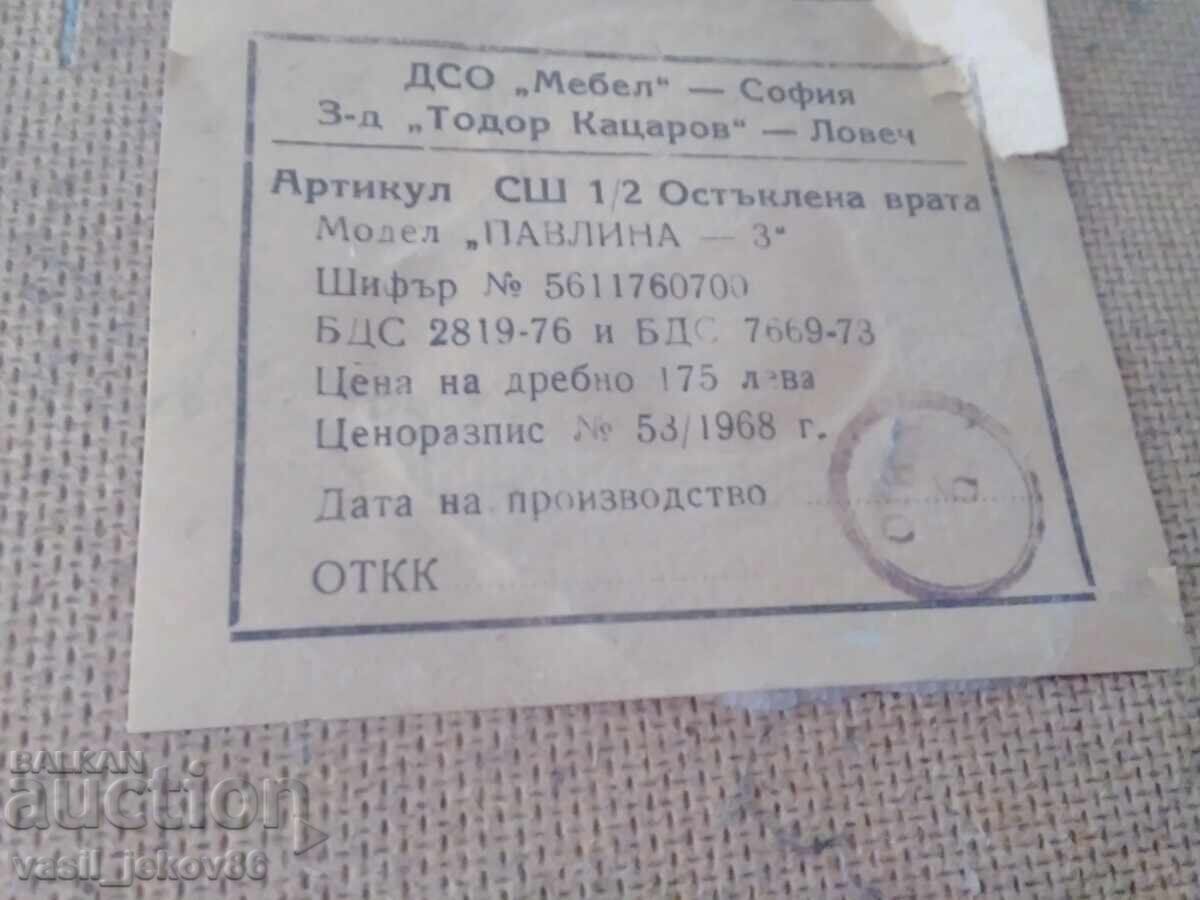 ДСО „Мебел“ — София
З-д „Тодор Кацаров“ — Ловеч
Артикул СШ 1/2 Остъклена врата
Модел „ПАВЛИНА — 3“
Шифър № 5611760700
БДС 2819-76 и БДС 7669-73
Цена на дребно 175 лева
Ценоразпис № 53/1968 г.
Дата на производство
ОТКК
BALKAN
auction
vasil_jekov86